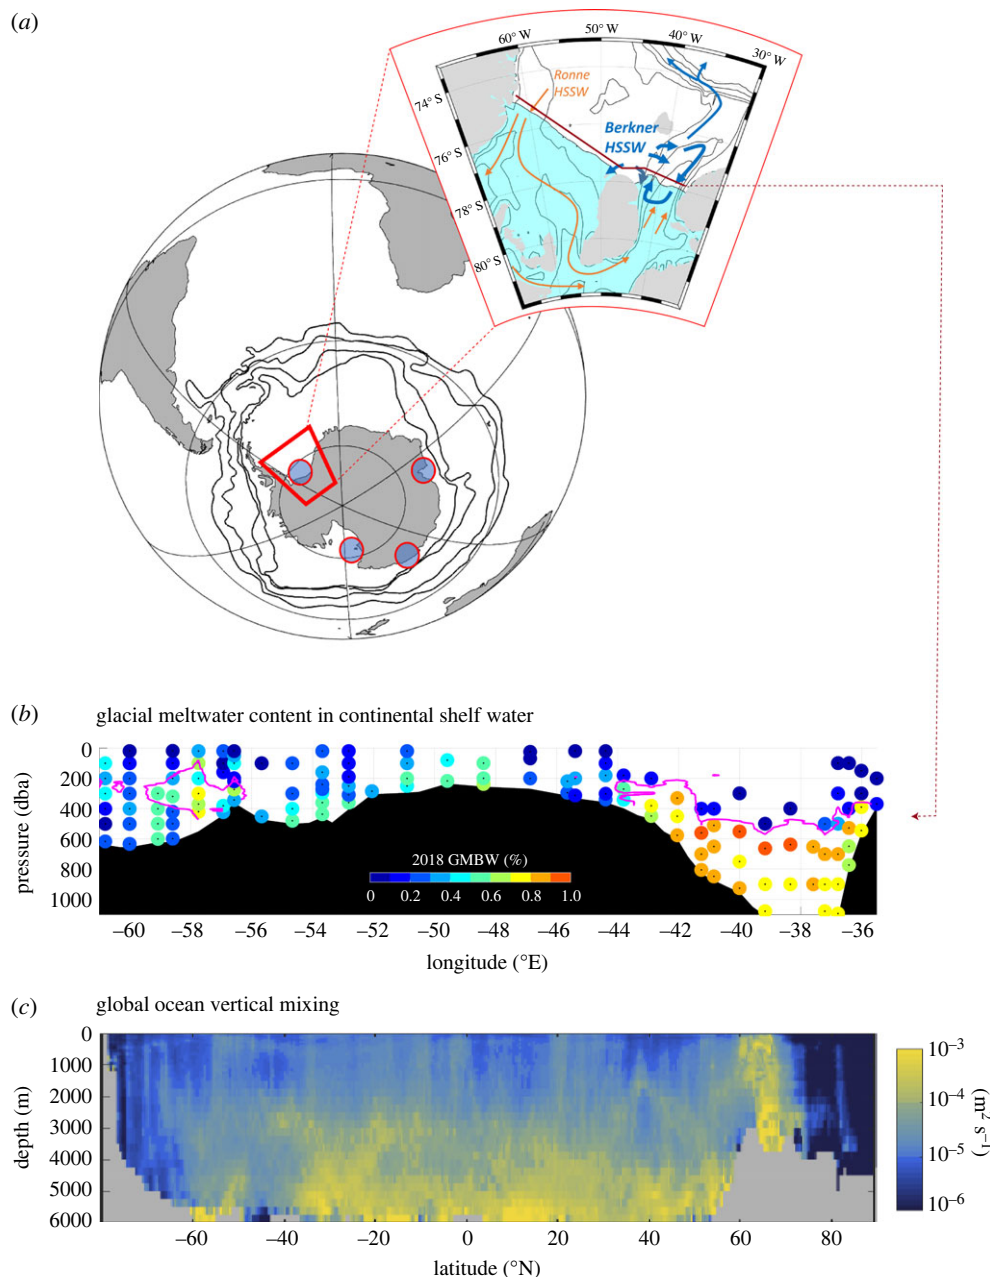 (a)
60° W
50° W
40° W
30° W
74° S
76° S
78° S
80° S
Ronne
HSSW
Berkner
HSSW
(b) glacial meltwater content in continental shelf water
pressure (dba)
0
200
400
600
800
1000
2018 GMBW (%)
0 0.2 0.4 0.6 0.8 1.0
–60 –58 –56 –54 –52 –50 –48 –46 –44 –42 –40 –38 –36
longitude (°E)
(c) global ocean vertical mixing
depth (m)
0
1000
2000
3000
4000
5000
6000
–60 –40 –20 0 20 40 60 80
latitude (°N)
10⁻³
10⁻⁴
10⁻⁵
10⁻⁶
(m² s⁻¹)